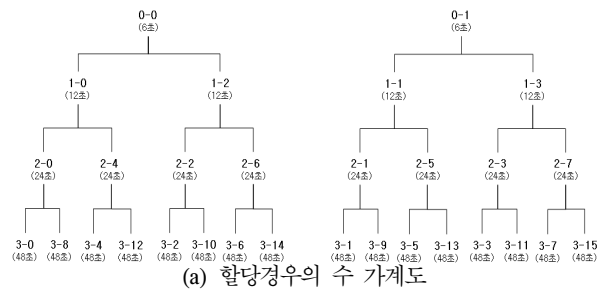 0-0 0-1
(6초) (6초)
1-0 1-2 1-1 1-3
(12초) (12초) (12초) (12초)
2-0 2-4 2-2 2-6 2-1 2-5 2-3 2-7
(24초) (24초) (24초) (24초) (24초) (24초) (24초) (24초)
3-0 3-8 3-4 3-12 3-2 3-10 3-6 3-14 3-1 3-9 3-5 3-13 3-3 3-11 3-7 3-15
(48초) (48초) (48초) (48초) (48초) (48초) (48초) (48초) (48초) (48초) (48초) (48초) (48초) (48초) (48초) (48초)
(a) 할당경우의 수 가계도